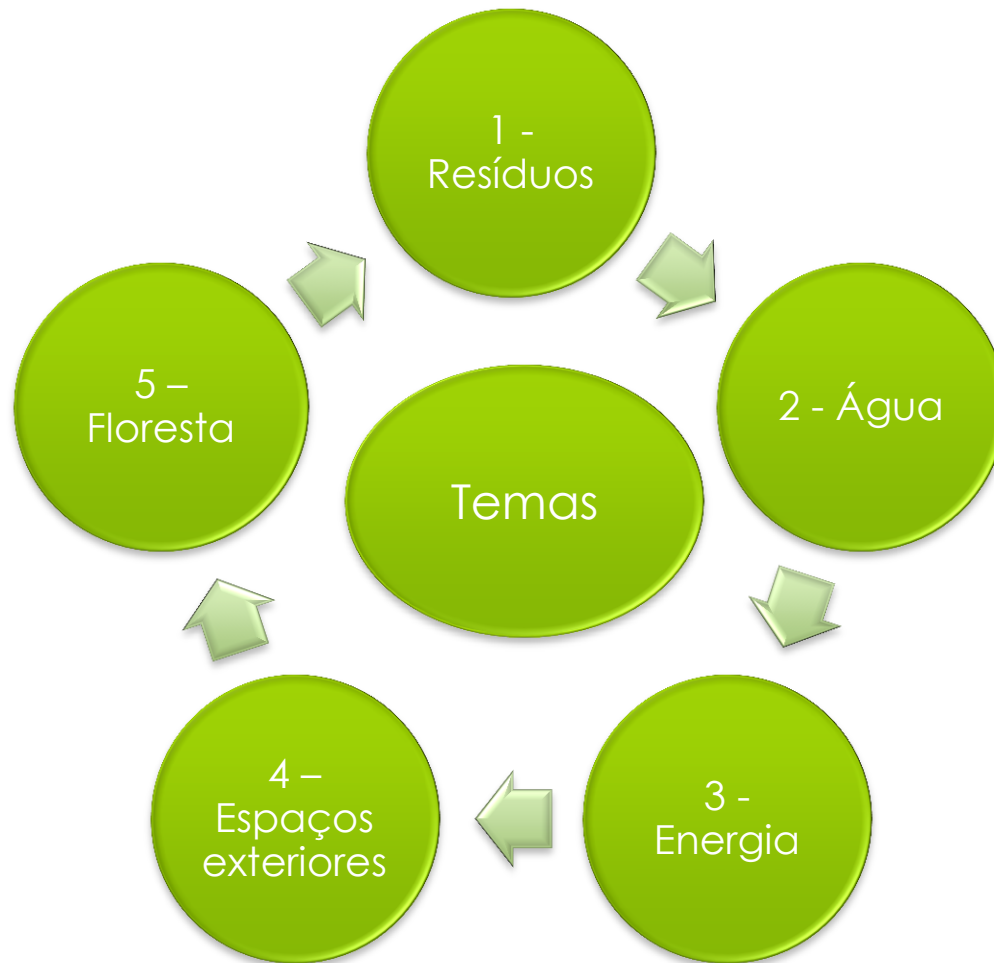 1 -
Resíduos
2 - Água
3 -
Energia
4 –
Espaços
exteriores
5 –
Floresta
Temas